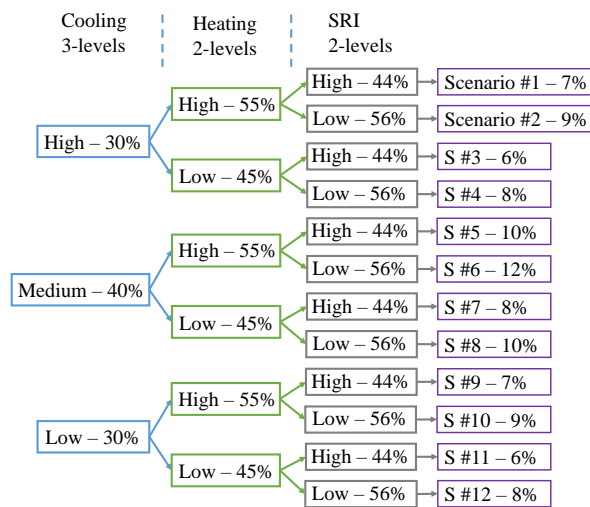 Cooling
3-levels
Heating
2-levels
SRI
2-levels
High – 30%
High – 55%
High – 44%
Scenario #1 – 7%
Low – 56%
Scenario #2 – 9%
Low – 45%
High – 44%
S #3 – 6%
Low – 56%
S #4 – 8%
Medium – 40%
High – 55%
High – 44%
S #5 – 10%
Low – 56%
S #6 – 12%
Low – 45%
High – 44%
S #7 – 8%
Low – 56%
S #8 – 10%
Low – 30%
High – 55%
High – 44%
S #9 – 7%
Low – 56%
S #10 – 9%
Low – 45%
High – 44%
S #11 – 6%
Low – 56%
S #12 – 8%